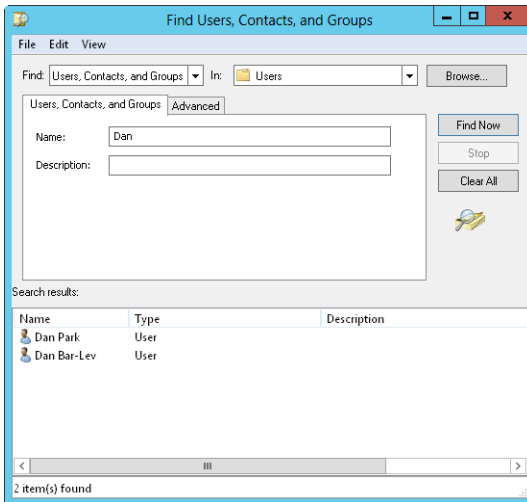 Find Users, Contacts, and Groups
File Edit View
Find: Users, Contacts, and Groups In: Users Browse...
Users, Contacts, and Groups Advanced
Name: Dan
Description:
Find Now
Stop
Clear All
Search results:
Name Type Description
Dan Park User
Dan Bar-Lev User
2 item(s) found